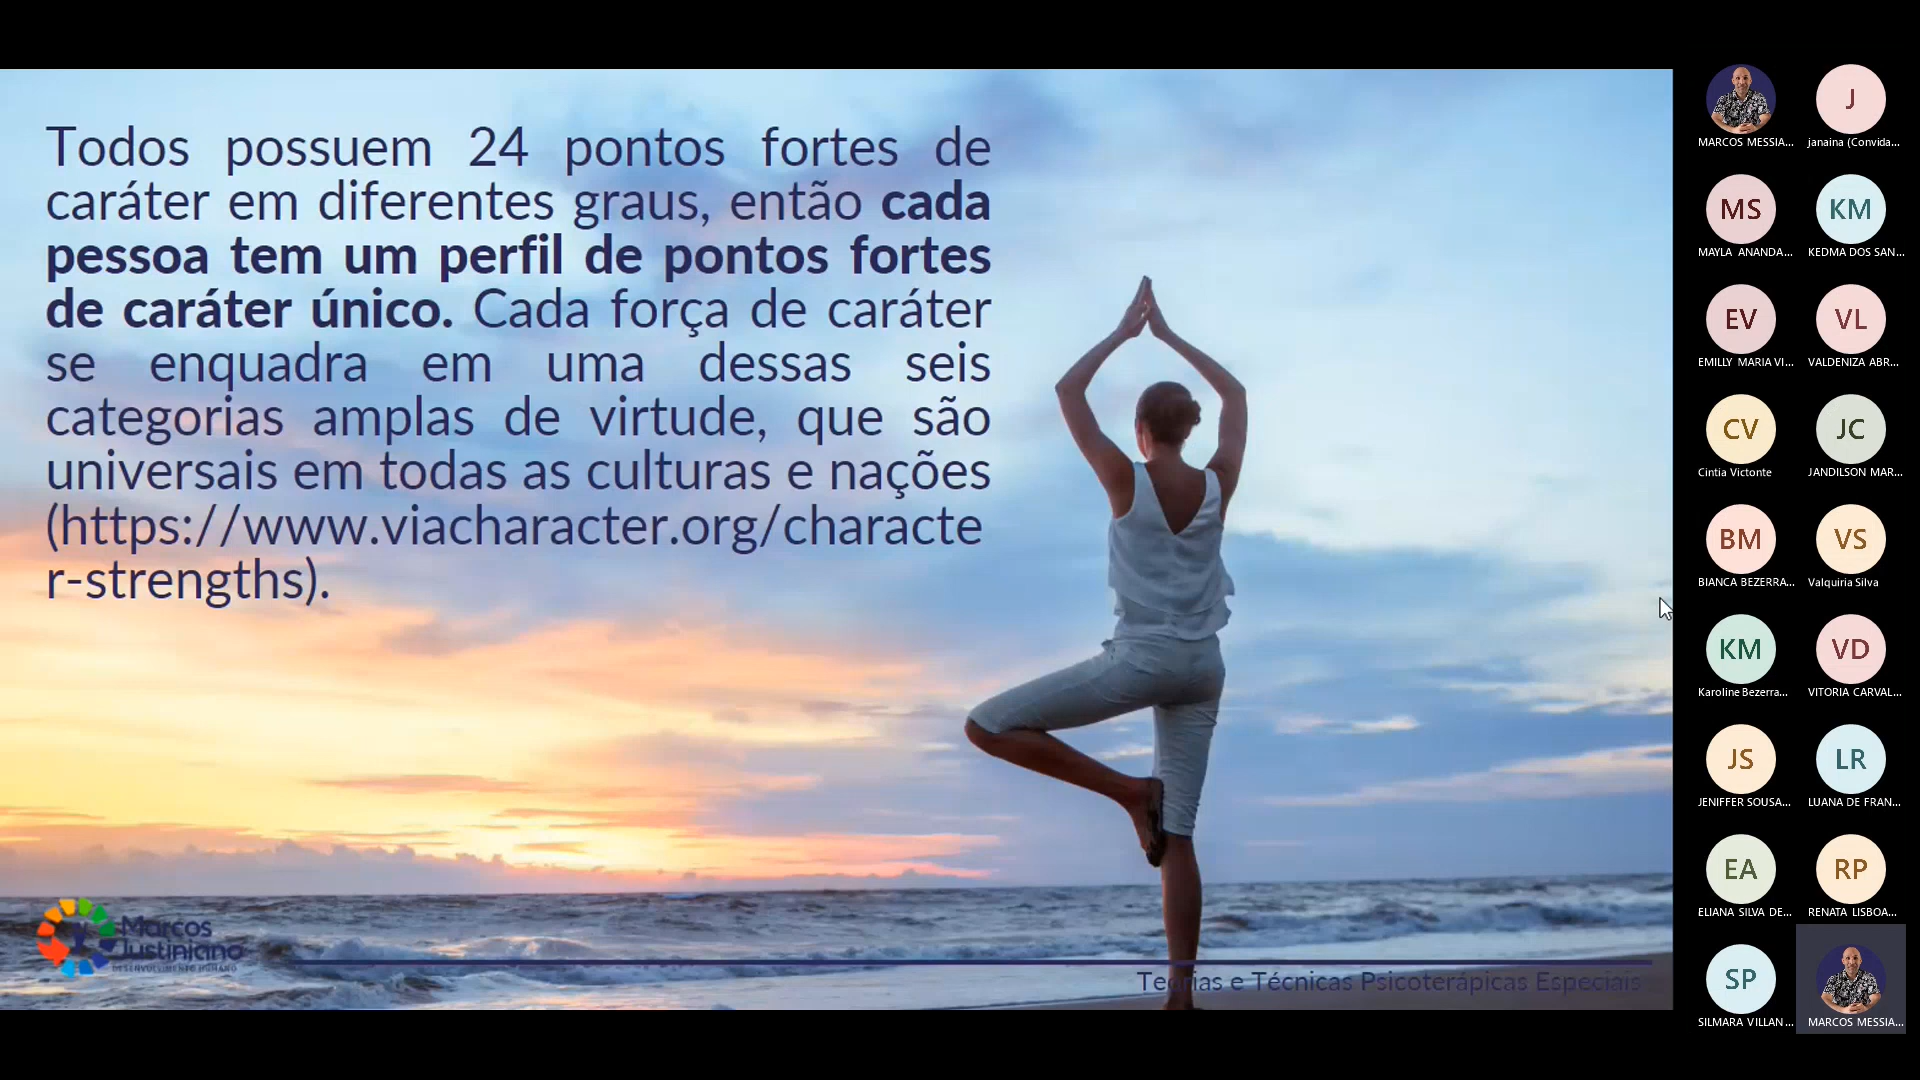 Todos possuem 24 pontos fortes de
caráter em diferentes graus, então cada
pessoa tem um perfil de pontos fortes
de caráter único. Cada força de caráter
se enquadra em uma dessas seis
categorias amplas de virtude, que são
universais em todas as culturas e nações
(https://www.viacharacter.org/characte
r-strengths).
Marcos
Justiniano
DESENVOLVIMENTO HUMANO
Teorias e Técnicas Psicoterápicas Especiais
MARCOS MESSIA...
J
janaina (Convida...
MS
MAYLA ANANDA...
KM
KEDMA DOS SAN...
EV
EMILLY MARIA VI...
VL
VALDENIZA ABR...
CV
Cintia Victonte
JC
JANDILSON MAR...
BM
BIANCA BEZERRA...
VS
Valquiria Silva
KM
Karoline Bezerra...
VD
VITORIA CARVAL...
JS
JENIFFER SOUSA...
LR
LUANA DE FRAN...
EA
ELIANA SILVA DE...
RP
RENATA LISBOA...
SP
SILMARA VILLAN...
MARCOS MESSIA...